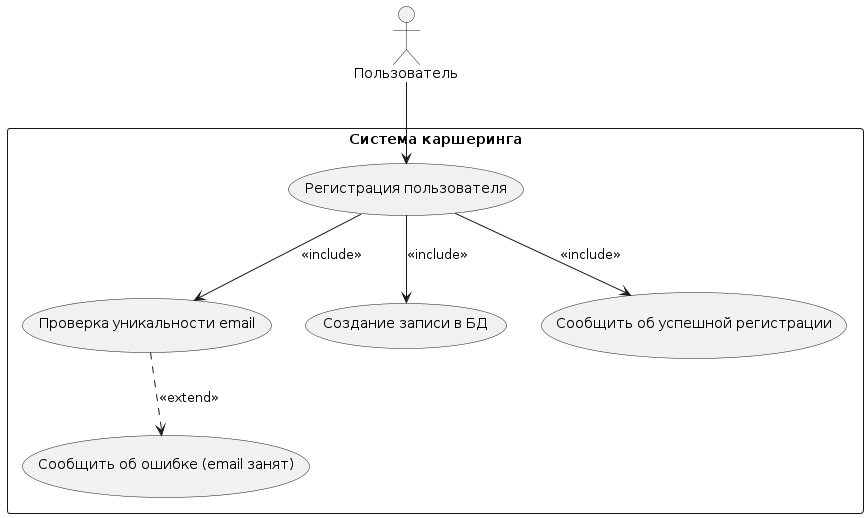 Пользователь
Система каршеринга
Регистрация пользователя
«include»
«include»
«include»
Проверка уникальности email
Создание записи в БД
Сообщить об успешной регистрации
«extend»
Сообщить об ошибке (email занят)